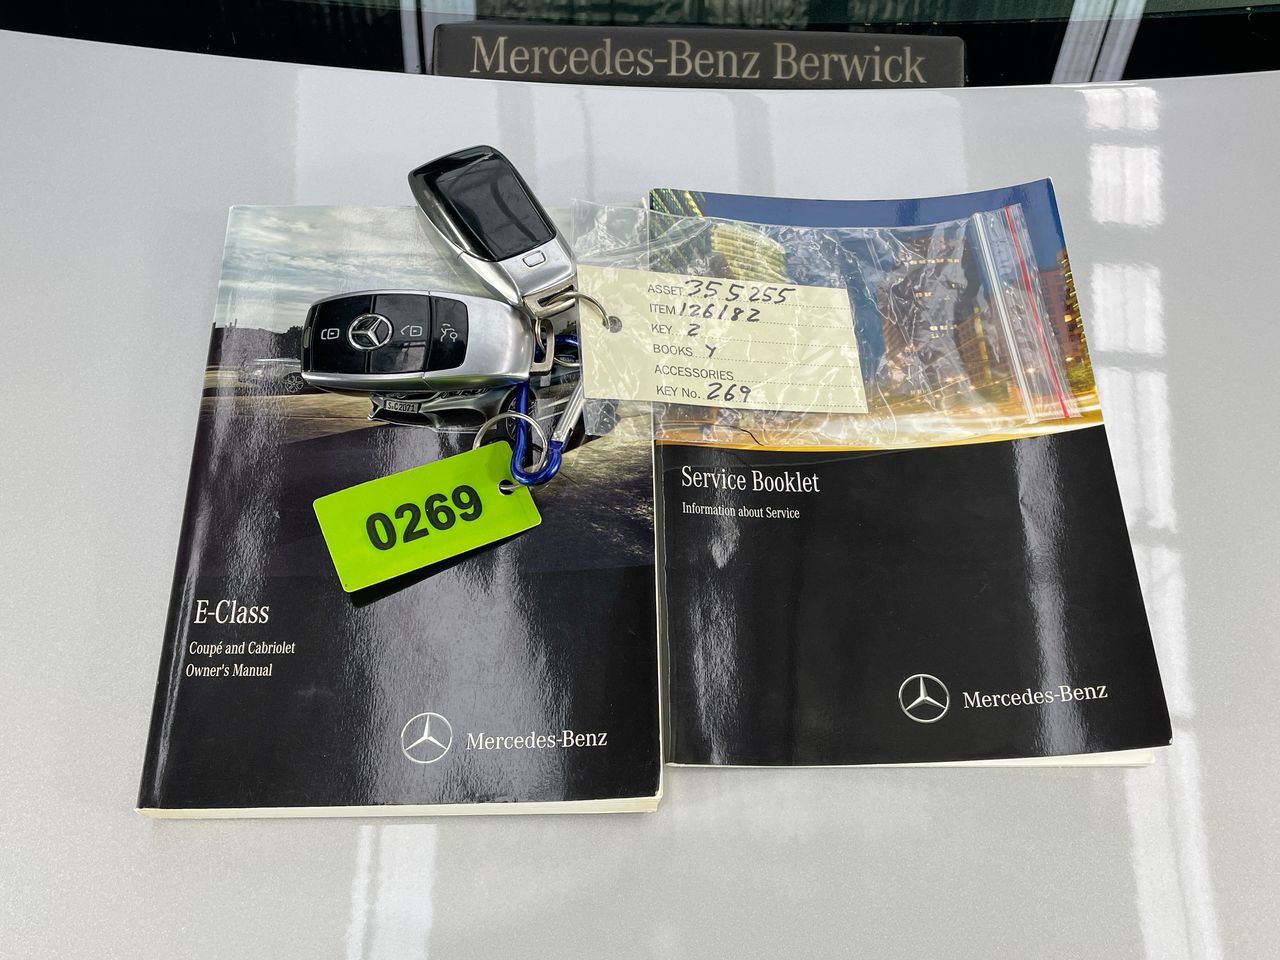 Mercedes-Benz Berwick
ASSET 355255
ITEM 126182
KEY 2
BOOKS Y
ACCESSORIES
KEY No. 269
0269
E-Class
Coupé and Cabriolet
Owner's Manual
Mercedes-Benz
Service Booklet
Information about Service
Mercedes-Benz